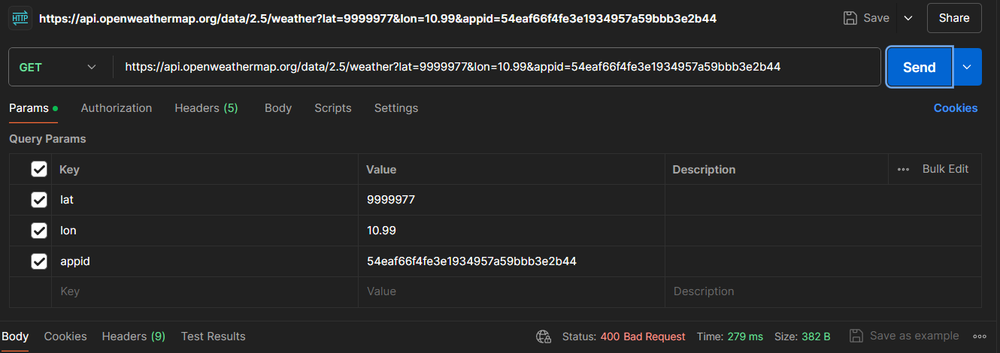 HTTP https://api.openweathermap.org/data/2.5/weather?lat=9999977&lon=10.99&appid=54eaf66f4fe3e1934957a59bbb3e2b44 Save Share
GET https://api.openweathermap.org/data/2.5/weather?lat=9999977&lon=10.99&appid=54eaf66f4fe3e1934957a59bbb3e2b44 Send
Params Authorization Headers (5) Body Scripts Settings Cookies
Query Params
Key Value Description Bulk Edit
lat 9999977
lon 10.99
appid 54eaf66f4fe3e1934957a59bbb3e2b44
Key Value Description
Body Cookies Headers (9) Test Results Status: 400 Bad Request Time: 279 ms Size: 382 B Save as example